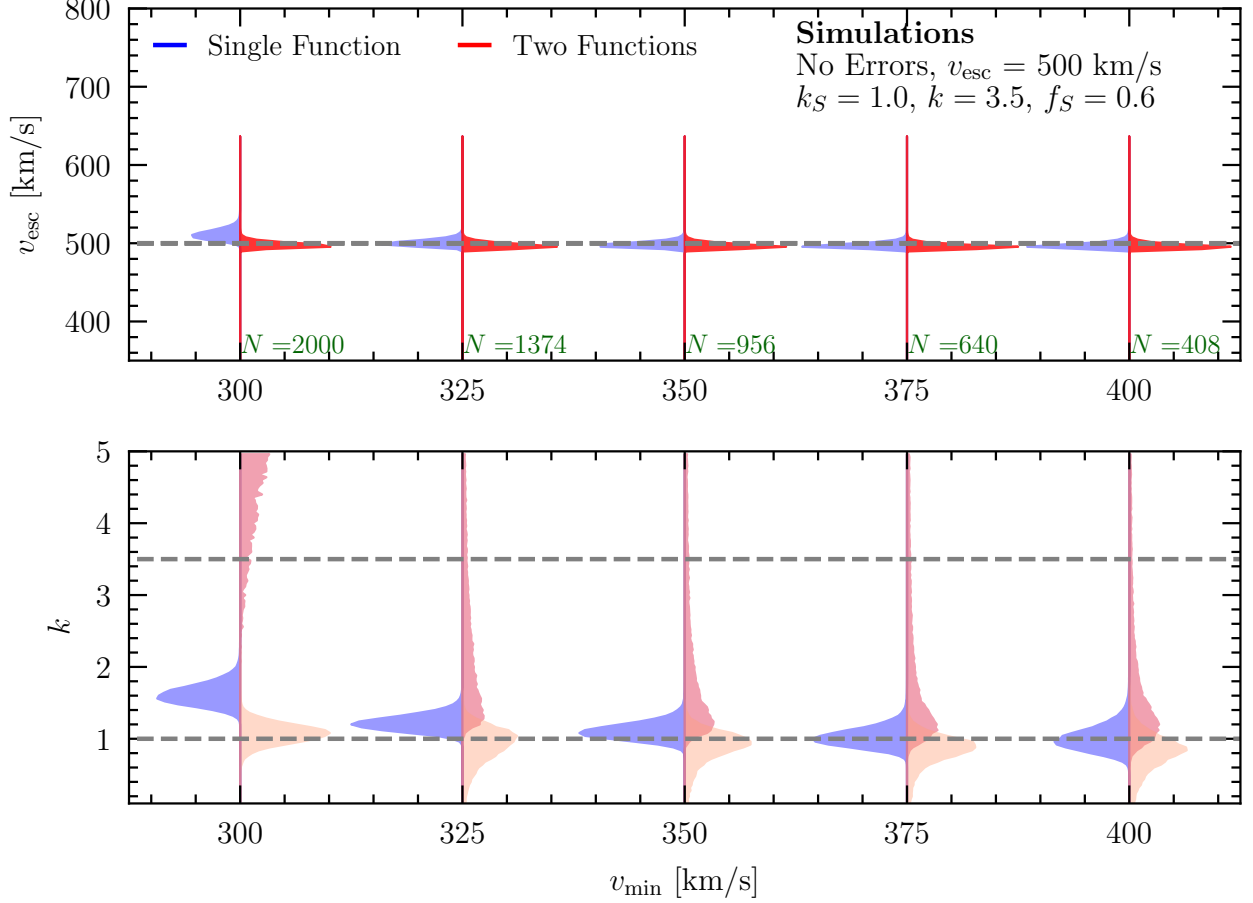 800
700
600
500
400
v_esc [km/s]
Single Function
Two Functions
Simulations
No Errors, v_esc = 500 km/s
k_S = 1.0, k = 3.5, f_S = 0.6
N =2000
N =1374
N =956
N =640
N =408
300
325
350
375
400
5
4
3
2
1
k
300
325
350
375
400
v_min [km/s]